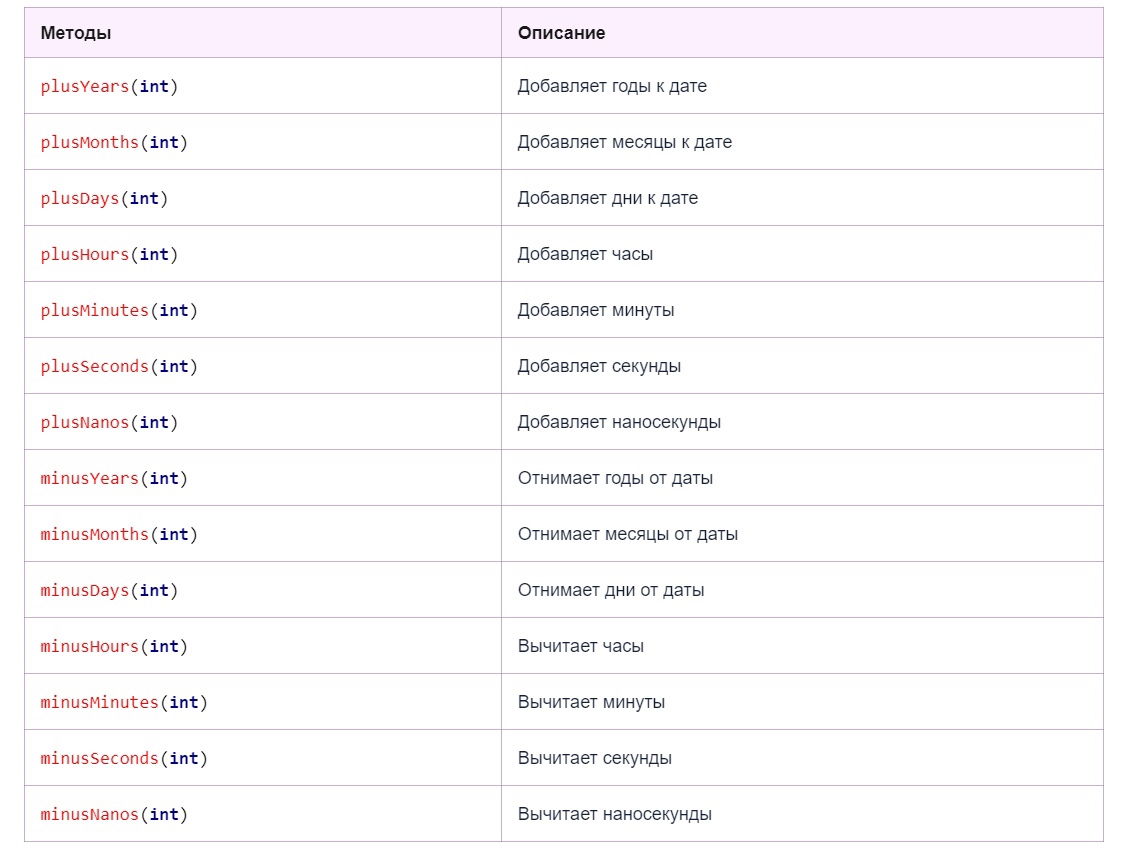 Методы Описание
plusYears(int) Добавляет годы к дате
plusMonths(int) Добавляет месяцы к дате
plusDays(int) Добавляет дни к дате
plusHours(int) Добавляет часы
plusMinutes(int) Добавляет минуты
plusSeconds(int) Добавляет секунды
plusNanos(int) Добавляет наносекунды
minusYears(int) Отнимает годы от даты
minusMonths(int) Отнимает месяцы от даты
minusDays(int) Отнимает дни от даты
minusHours(int) Вычитает часы
minusMinutes(int) Вычитает минуты
minusSeconds(int) Вычитает секунды
minusNanos(int) Вычитает наносекунды